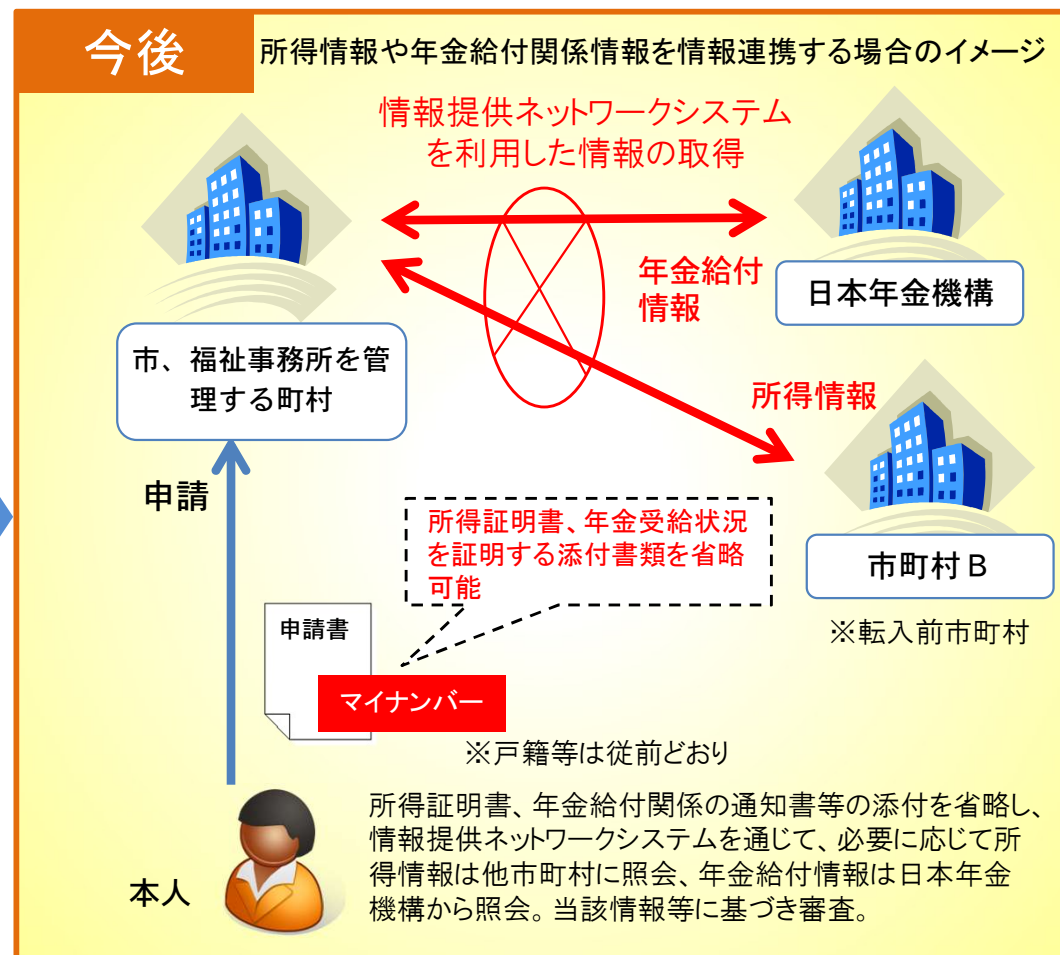 今後
所得情報や年金給付関係情報を情報連携する場合のイメージ
情報提供ネットワークシステム
を利用した情報の取得
年金給付
情報
日本年金機構
市、福祉事務所を管
理する町村
所得情報
申請
市町村B
※転入前市町村
所得証明書、年金受給状況
を証明する添付書類を省略
可能
申請書
マイナンバー
※戸籍等は従前どおり
本人
所得証明書、年金給付関係の通知書等の添付を省略し、
情報提供ネットワークシステムを通じて、必要に応じて所
得情報は他市町村に照会、年金給付情報は日本年金
機構から照会。当該情報等に基づき審査。